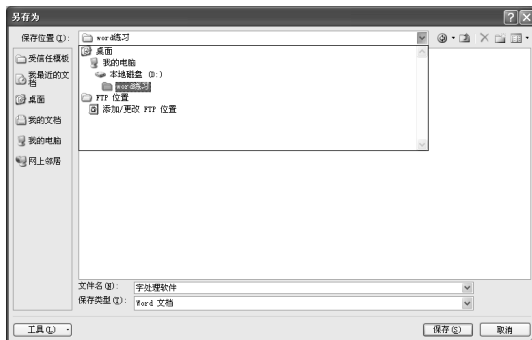 另存为
保存位置(I):
word练习
桌面
我的电脑
本地磁盘 (D:)
word练习
FTP 位置
添加/更改 FTP 位置
受信任模板
我最近的文档
桌面
我的文档
我的电脑
网上邻居
文件名(N):
字处理软件
保存类型(T):
Word 文档
工具(L)
保存(S)
取消